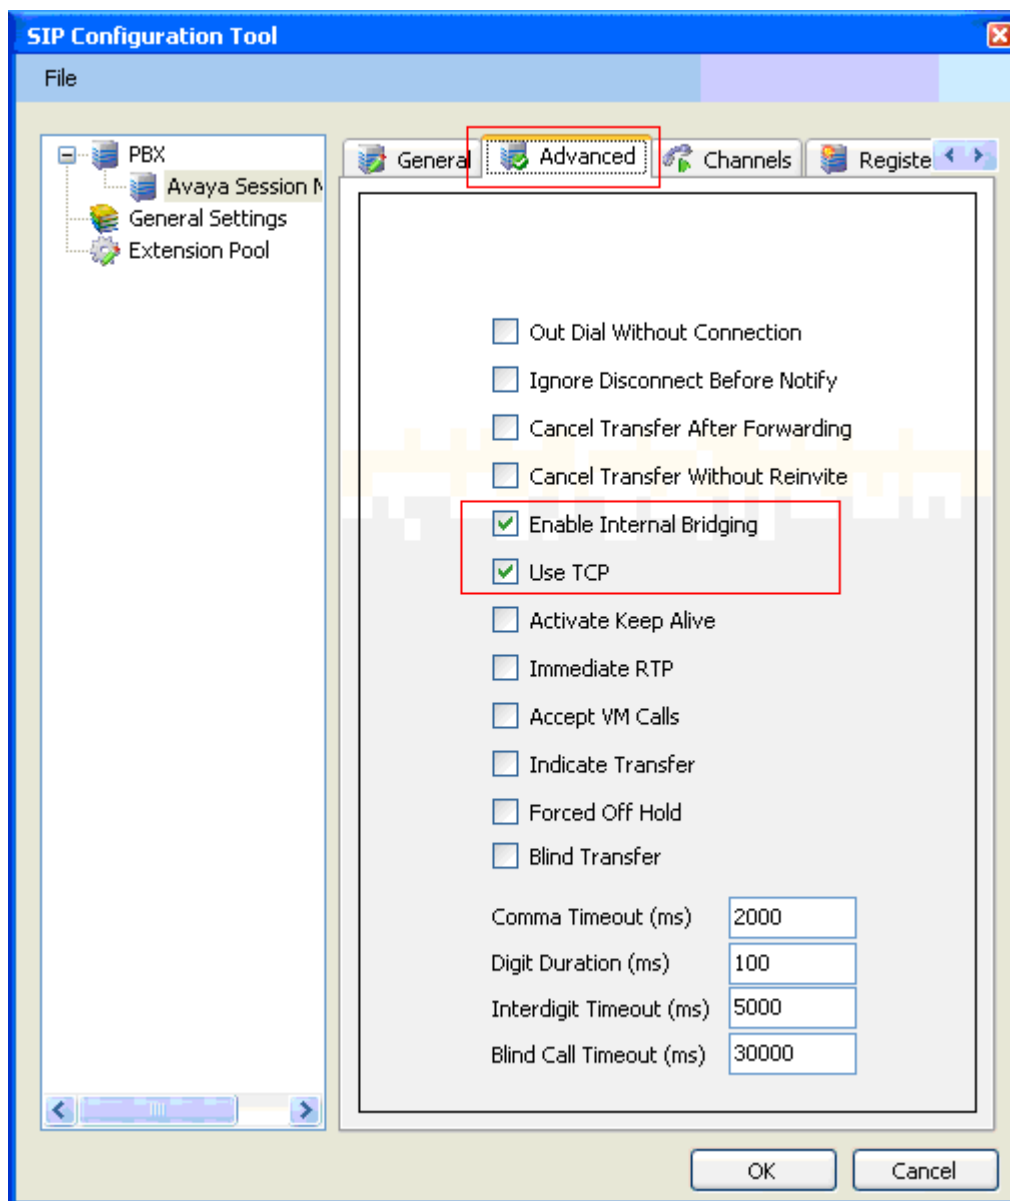 SIP Configuration Tool
File
PBX
Avaya Session M
General Settings
Extension Pool
General
Advanced
Channels
Registe
Out Dial Without Connection
Ignore Disconnect Before Notify
Cancel Transfer After Forwarding
Cancel Transfer Without Reinvite
Enable Internal Bridging
Use TCP
Activate Keep Alive
Immediate RTP
Accept VM Calls
Indicate Transfer
Forced Off Hold
Blind Transfer
Comma Timeout (ms) 2000
Digit Duration (ms) 100
Interdigit Timeout (ms) 5000
Blind Call Timeout (ms) 30000
OK Cancel